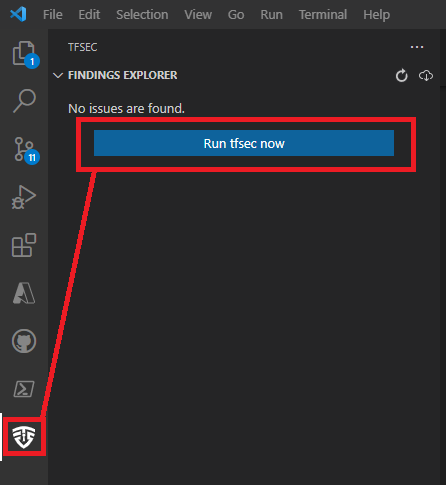 File Edit Selection View Go Run Terminal Help
TFSEC
FINDINGS EXPLORER
1
No issues are found.
Run tfsec now
11